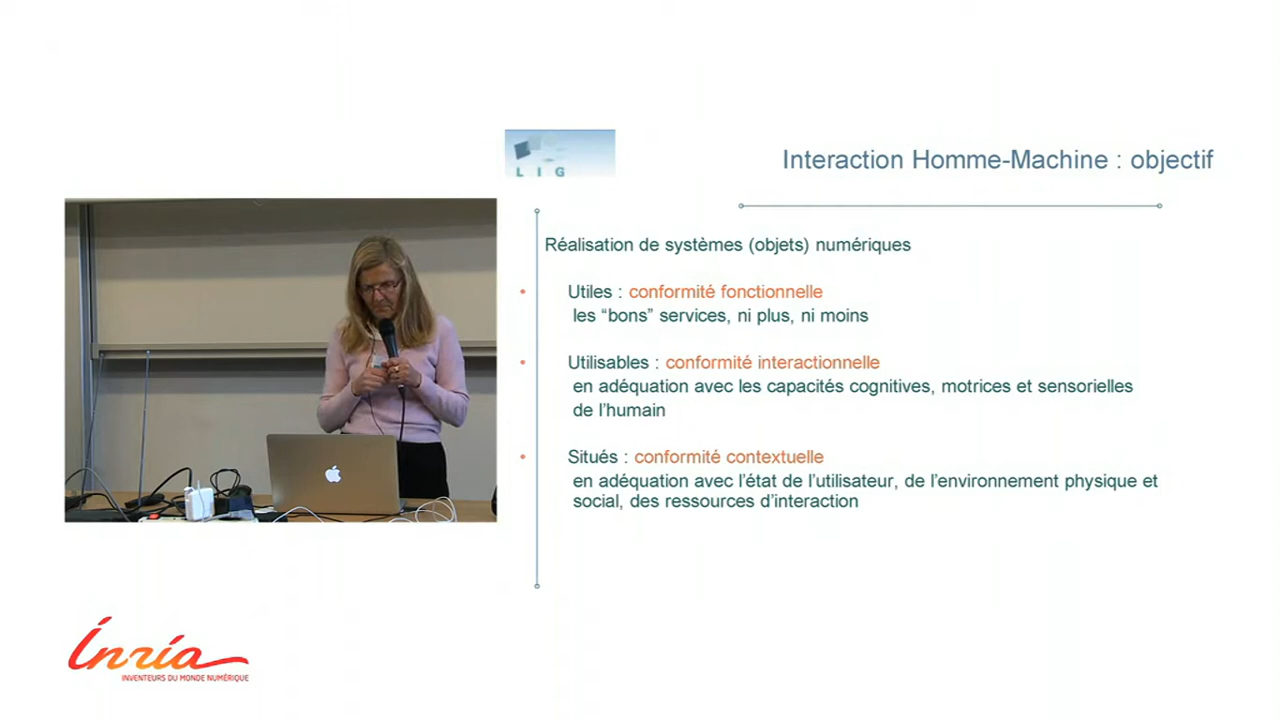 LIG
Interaction Homme-Machine : objectif
Réalisation de systèmes (objets) numériques
• Utiles : conformité fonctionnelle
les “bons” services, ni plus, ni moins
• Utilisables : conformité interactionnelle
en adéquation avec les capacités cognitives, motrices et sensorielles
de l’humain
• Situés : conformité contextuelle
en adéquation avec l’état de l’utilisateur, de l’environnement physique et
social, des ressources d’interaction
Inria
INVENTEURS DU MONDE NUMÉRIQUE